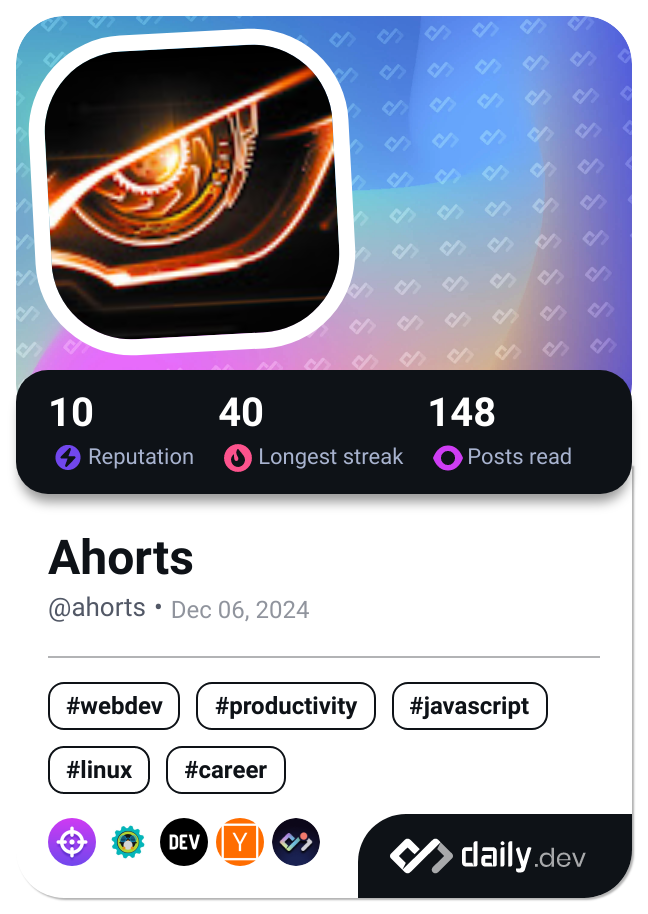 10 40 148
Reputation Longest streak Posts read
Ahorts
@ahorts • Dec 06, 2024
#webdev #productivity #javascript
#linux #career
DEV Y daily.dev